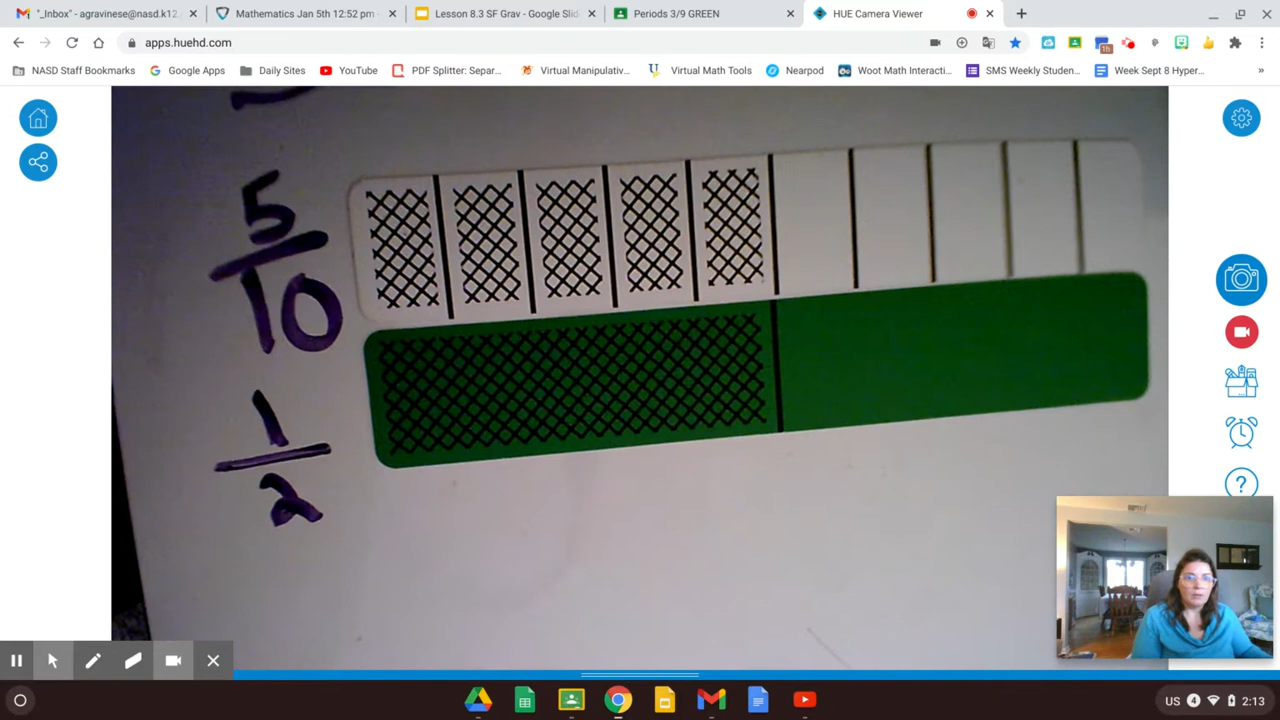 "_Inbox" - agravinese@nasd.k12.
Mathematics Jan 5th 12:52 pm -
Lesson 8.3 SF Grav - Google Slid
Periods 3/9 GREEN
HUE Camera Viewer
apps.huehd.com
1h
NASD Staff Bookmarks
Google Apps
Daily Sites
YouTube
PDF Splitter: Separ...
Virtual Manipulativ...
Virtual Math Tools
Nearpod
Woot Math Interacti...
SMS Weekly Studen...
Week Sept 8 Hyper...
»
5
10
1
2
?
US 4 2:13